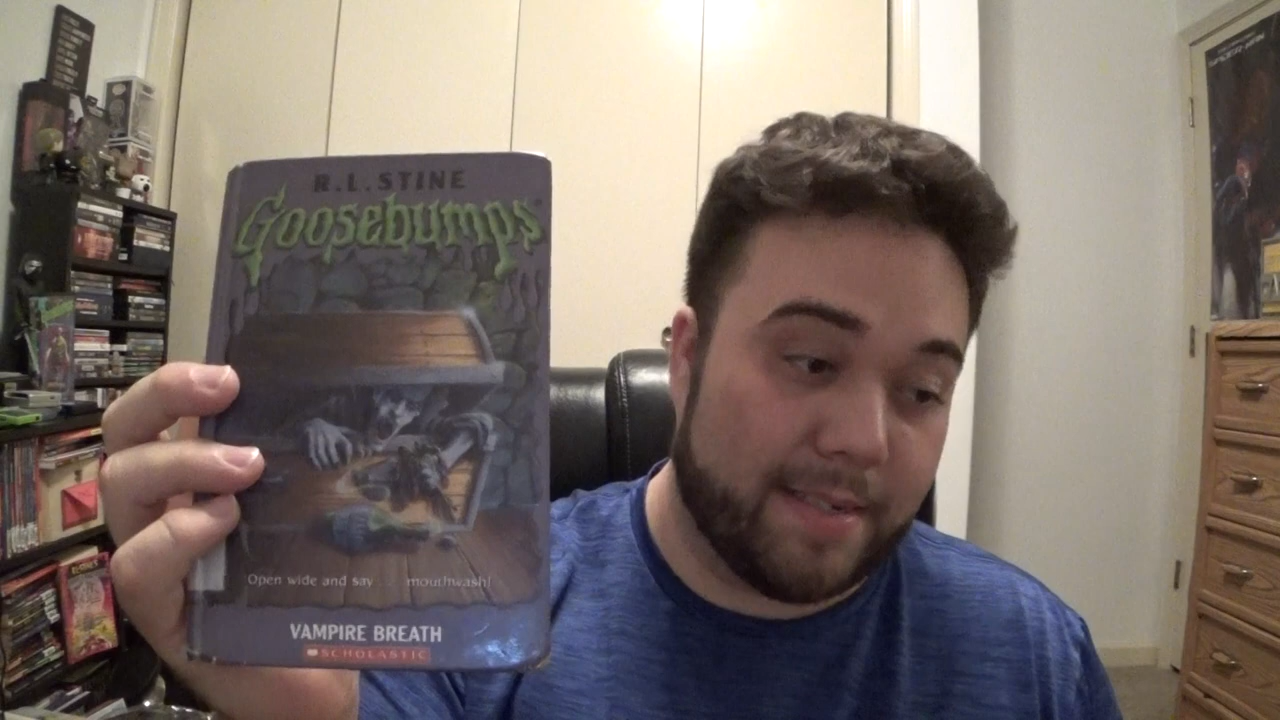 R.L. STINE
Goosebumps
Open wide and say ... mouthwash!
VAMPIRE BREATH
SCHOLASTIC